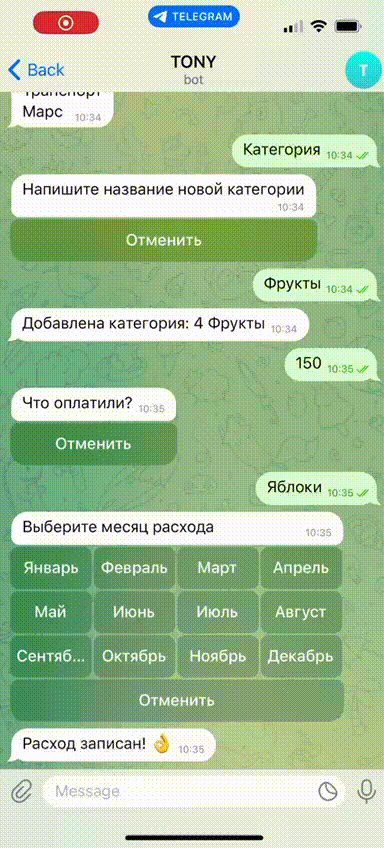 TELEGRAM
Back
TONY
bot
T
Транспорт
Марс 10:34
Категория 10:34
Напишите название новой категории
10:34
Отменить
Фрукты 10:34
Добавлена категория: 4 Фрукты 10:34
150 10:35
Что оплатили? 10:35
Отменить
Яблоки 10:35
Выберите месяц расхода 10:35
Январь Февраль Март Апрель
Май Июнь Июль Август
Сентяб... Октябрь Ноябрь Декабрь
Отменить
Расход записан! 👌 10:35
Message